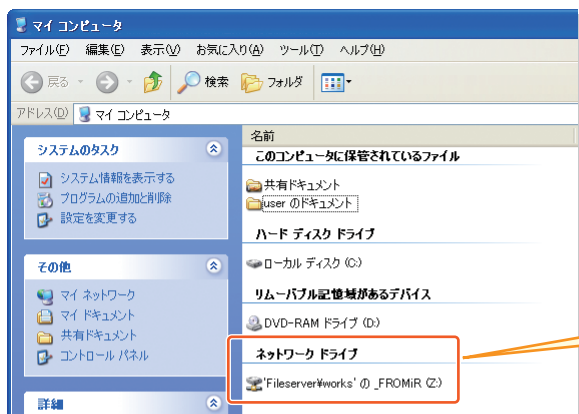 マイ コンピュータ
ファイル(F) 編集(E) 表示(V) お気に入り(A) ツール(T) ヘルプ(H)
戻る 検索 フォルダ
アドレス(D) マイ コンピュータ
システムのタスク
システム情報を表示する
プログラムの追加と削除
設定を変更する
その他
マイ ネットワーク
マイ ドキュメント
共有ドキュメント
コントロール パネル
詳細
名前
このコンピュータに保管されているファイル
共有ドキュメント
user のドキュメント
ハード ディスク ドライブ
ローカル ディスク (C:)
リムーバブル記憶域があるデバイス
DVD-RAM ドライブ (D:)
ネットワーク ドライブ
'Fileserver¥works' の _FROMiR (Z:)